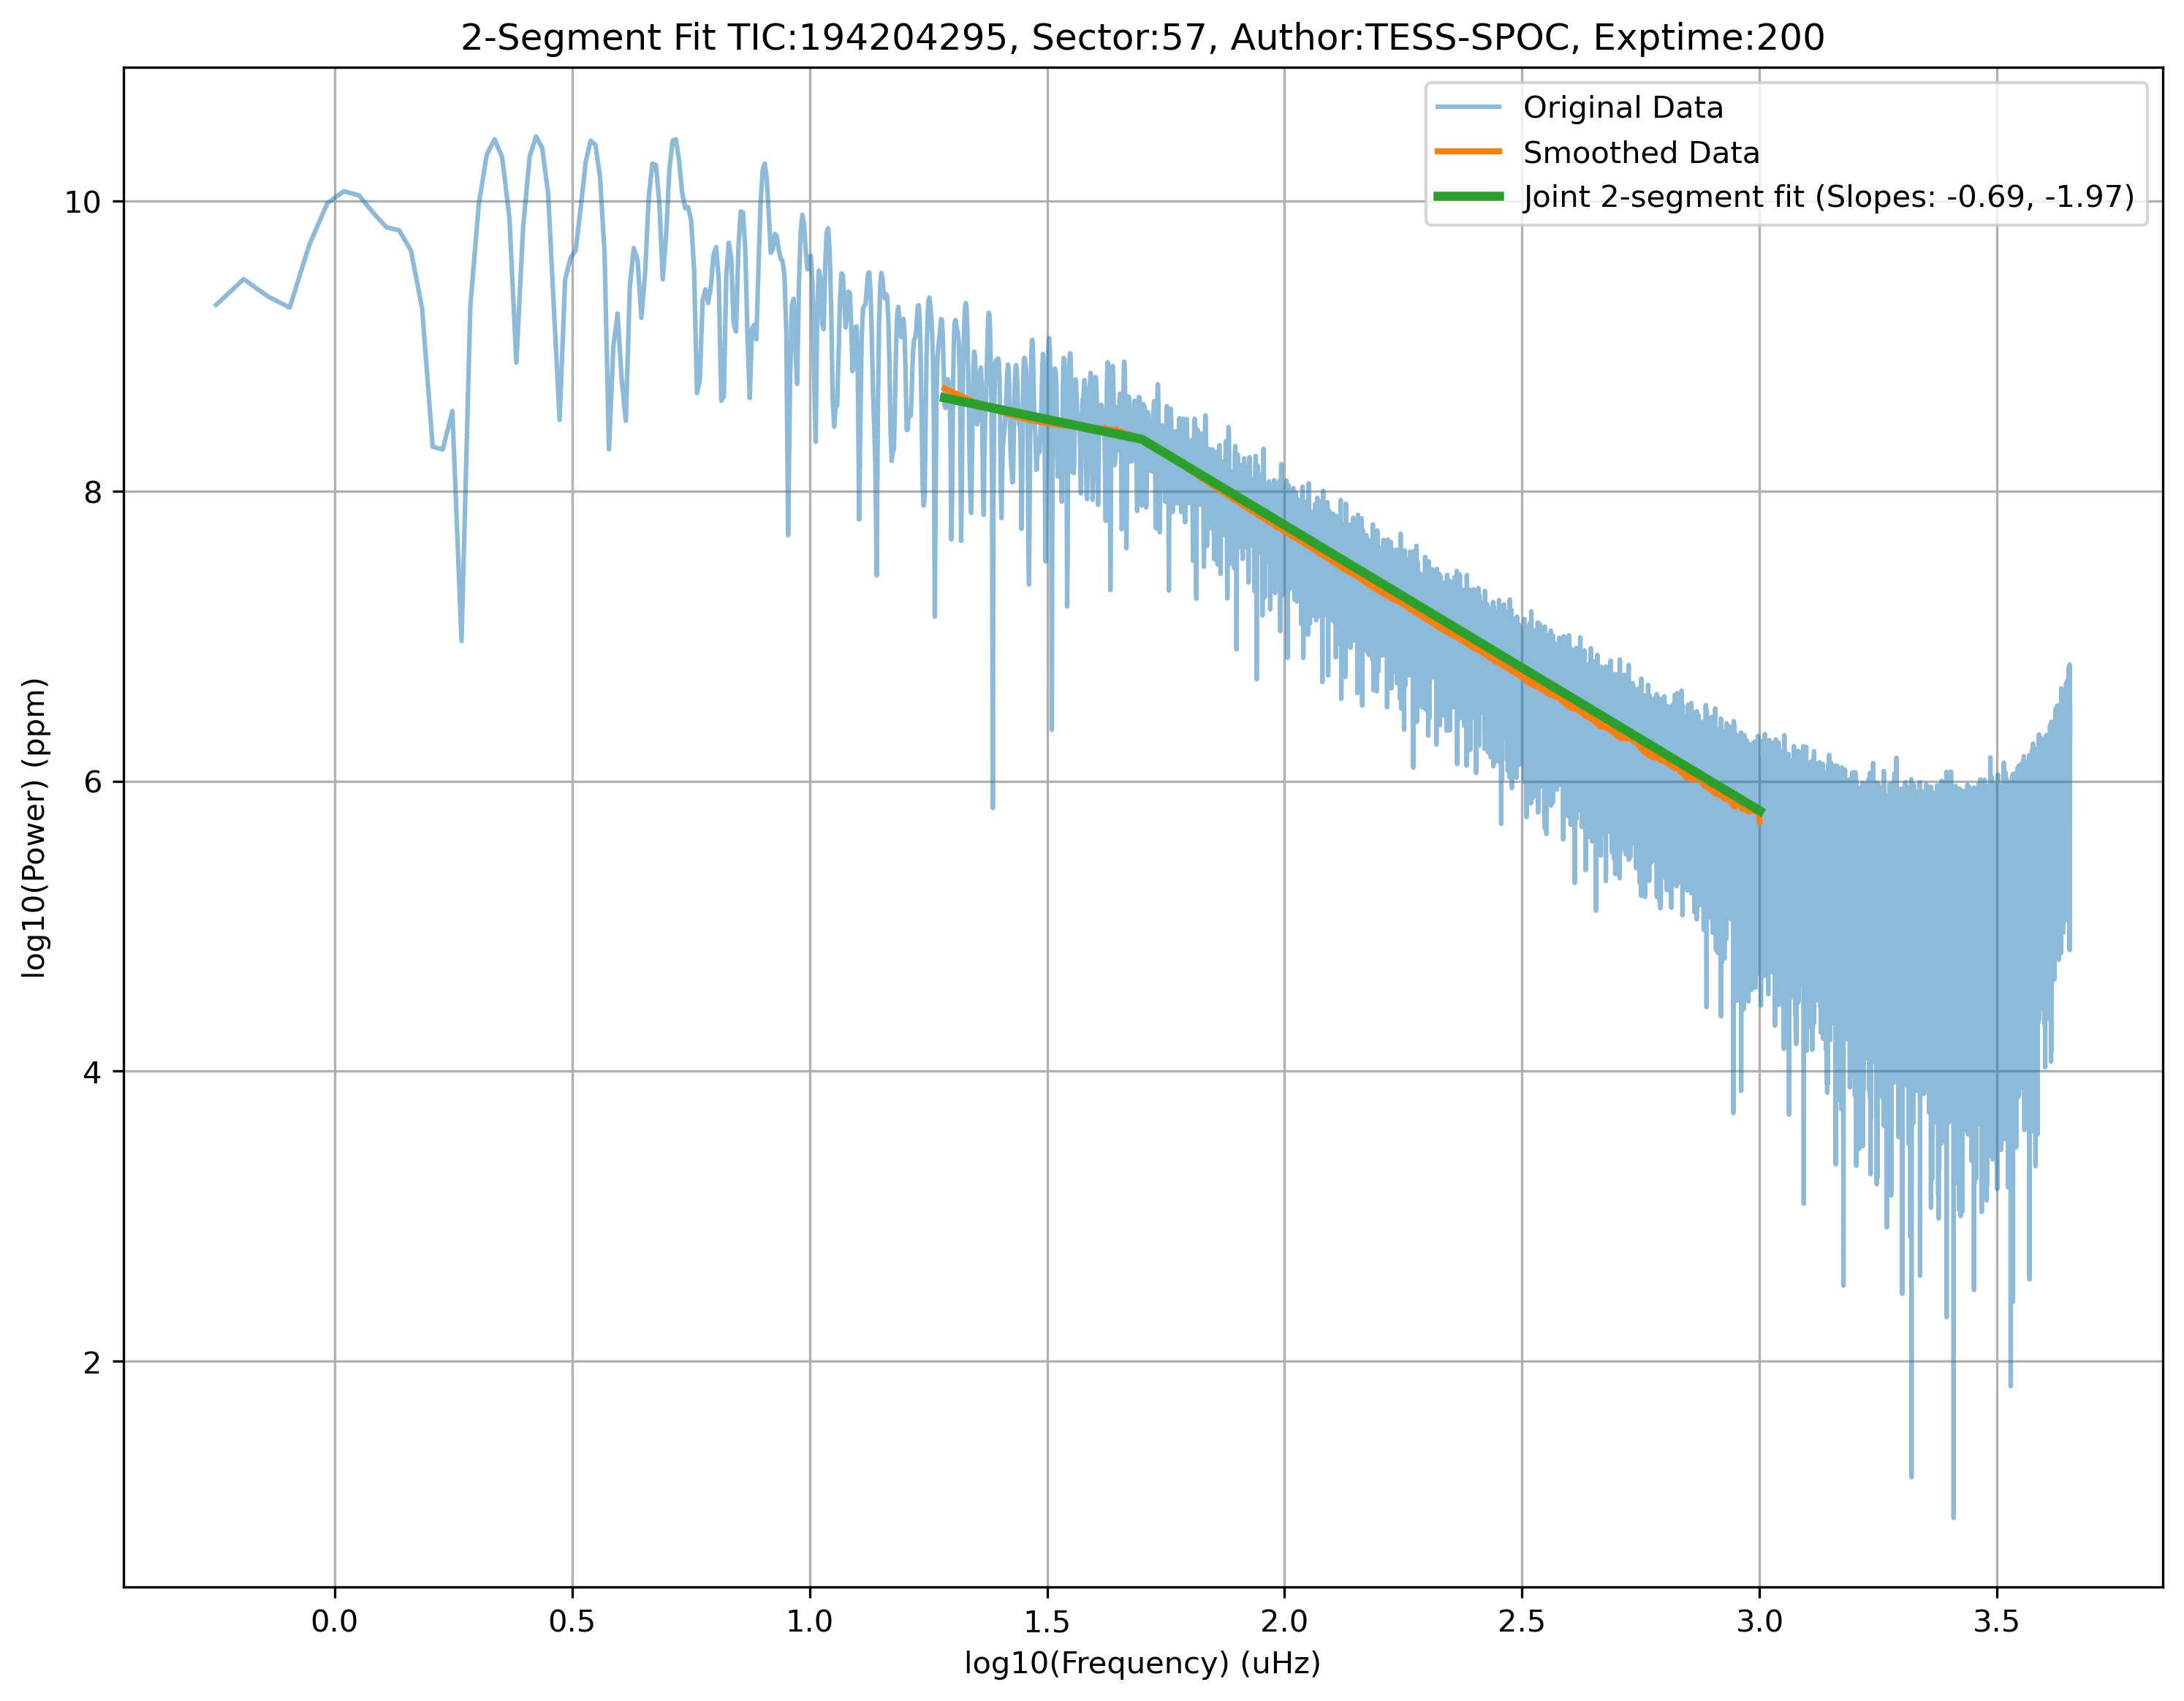 2-Segment Fit TIC:194204295, Sector:57, Author:TESS-SPOC, Exptime:200
Original Data
Smoothed Data
Joint 2-segment fit (Slopes: -0.69, -1.97)
log10(Power) (ppm)
10
8
6
4
2
0.0 0.5 1.0 1.5 2.0 2.5 3.0 3.5
log10(Frequency) (uHz)